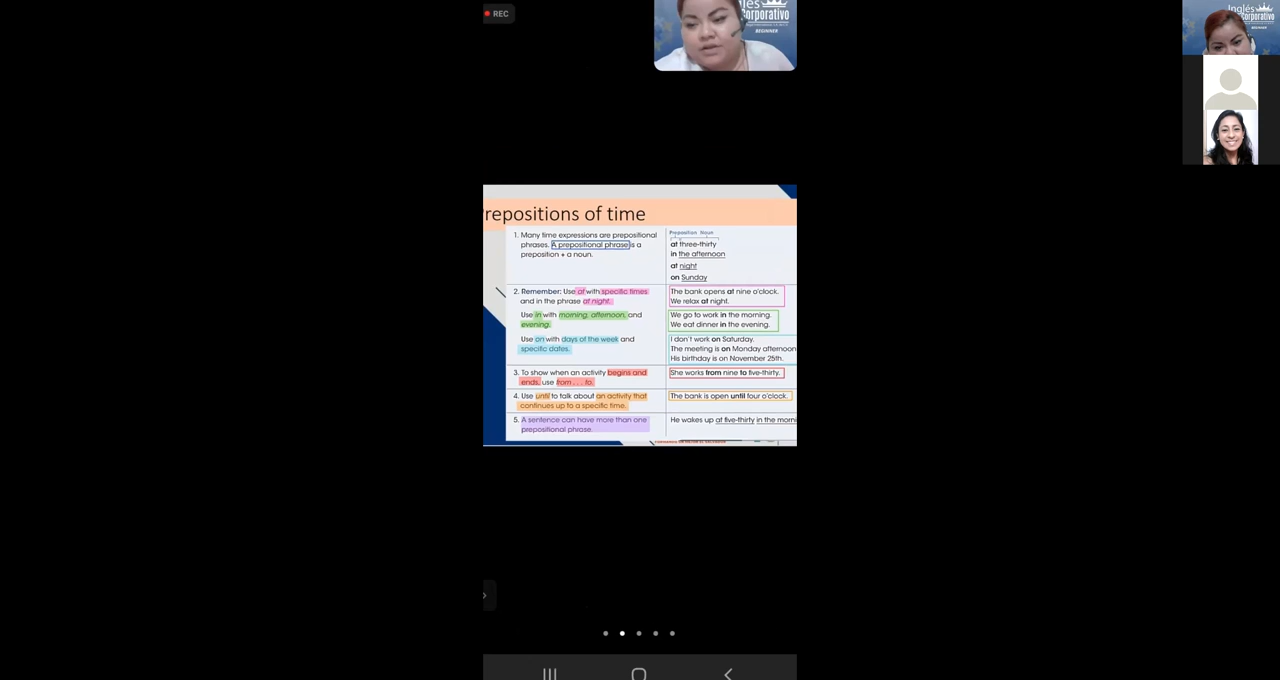 REC
Inglés
Corporativo
BEGINNER
Inglés
Corporativo
repositions of time
1. Many time expressions are prepositional
phrases. A prepositional phrase is a
preposition + a noun.
Preposition Noun
at three-thirty
in the afternoon
at night
on Sunday
2. Remember: Use at with specific times
and in the phrase at night.
The bank opens at nine o'clock.
We relax at night.
Use in with morning, afternoon, and
evening.
We go to work in the morning.
We eat dinner in the evening.
Use on with days of the week and
specific dates.
I don't work on Saturday.
The meeting is on Monday afternoon
His birthday is on November 25th.
3. To show when an activity begins and
ends, use from . . . to.
She works from nine to five-thirty.
4. Use until to talk about an activity that
continues up to a specific time.
The bank is open until four o'clock.
5. A sentence can have more than one
prepositional phrase.
He wakes up at five-thirty in the morni